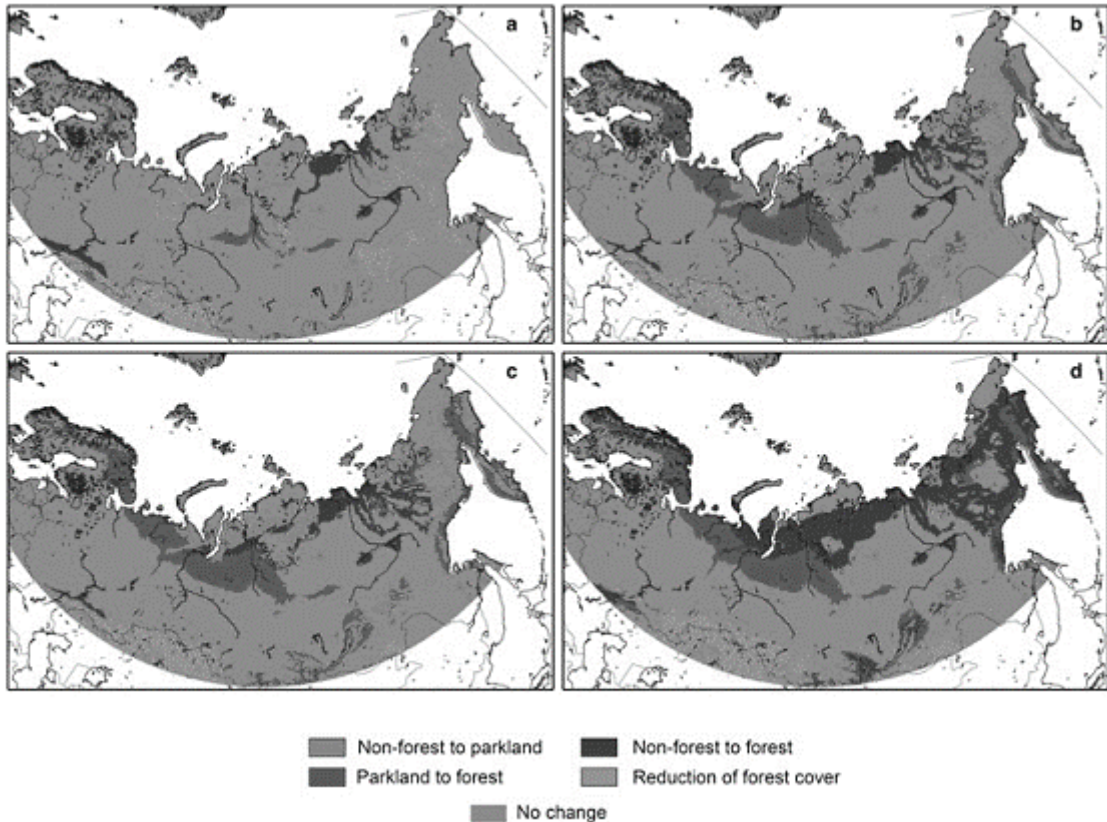 a
b
c
d
Non-forest to parkland
Non-forest to forest
Parkland to forest
Reduction of forest cover
No change